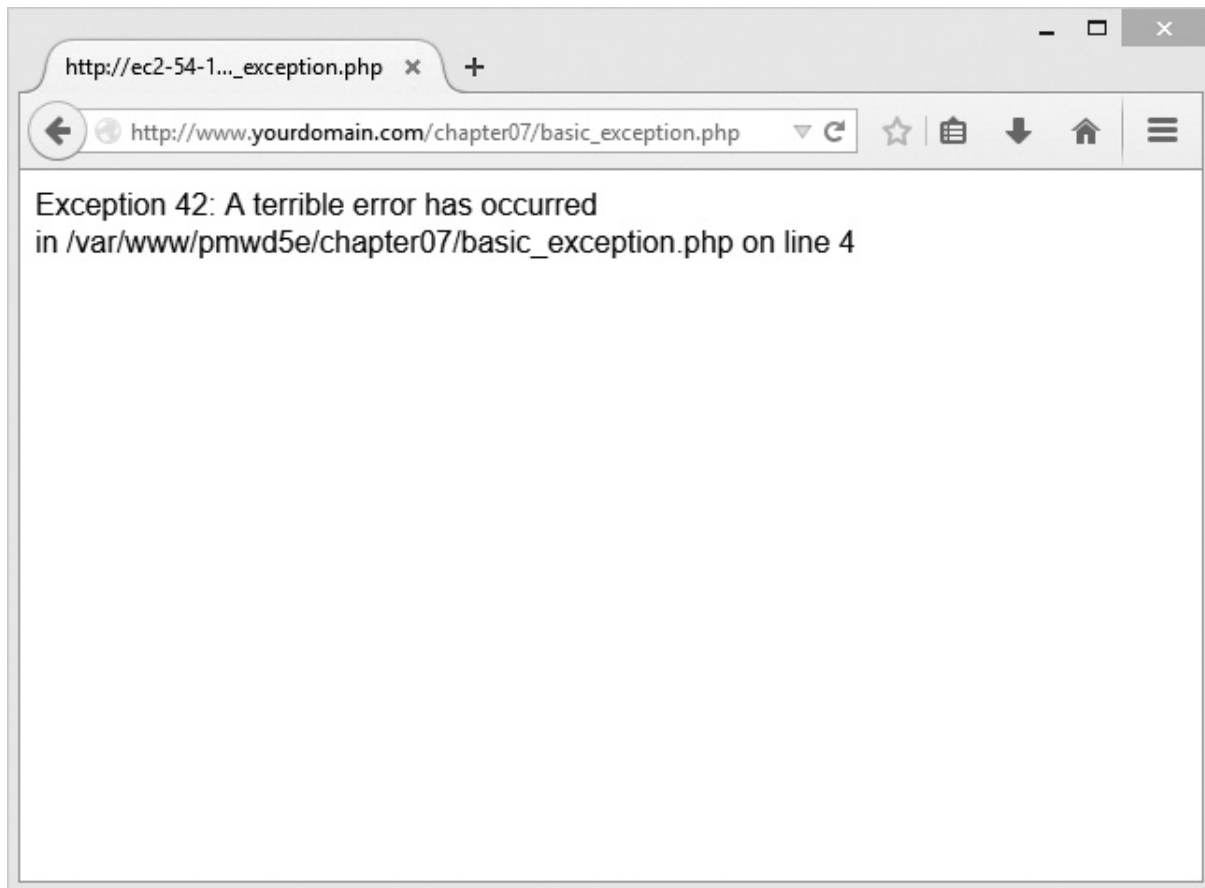 http://ec2-54-1..._exception.php
http://www.yourdomain.com/chapter07/basic_exception.php
Exception 42: A terrible error has occurred
in /var/www/pmwd5e/chapter07/basic_exception.php on line 4